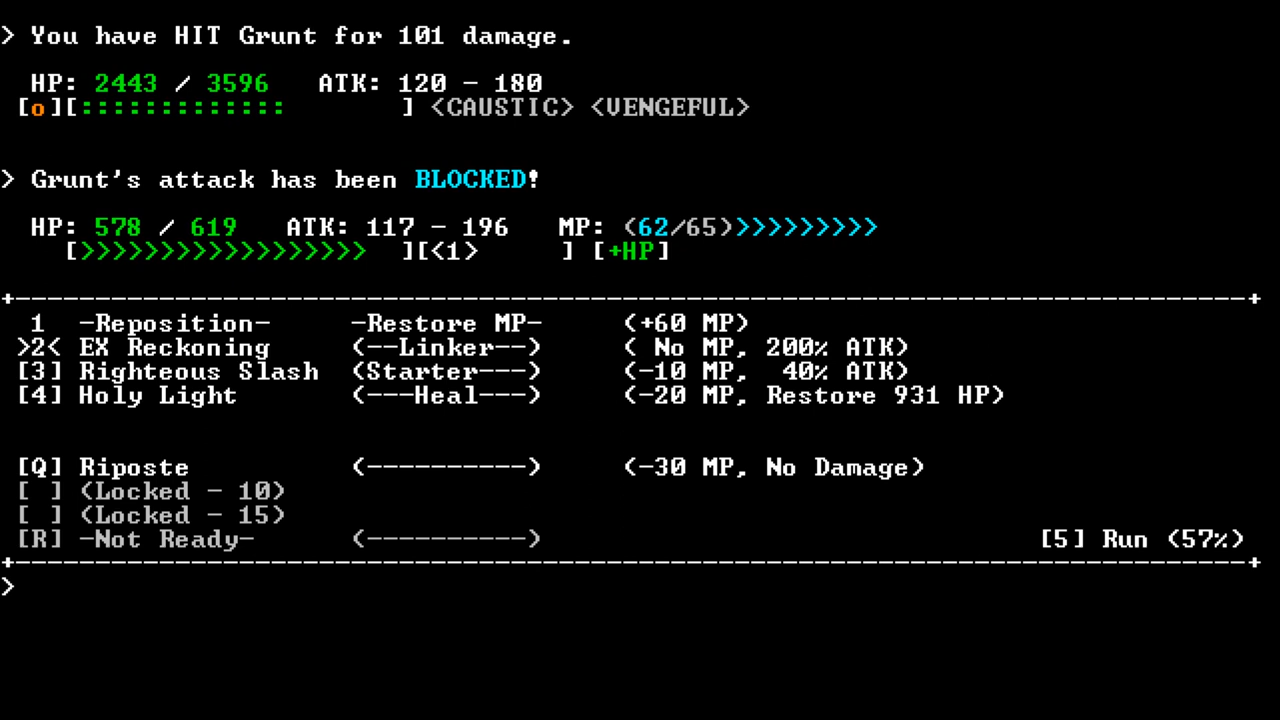 > You have HIT Grunt for 101 damage.
HP: 2443 / 3596   ATK: 120 - 180
[o][:::::::::::::       ] <CAUSTIC> <VENGEFUL>
> Grunt's attack has been BLOCKED!
HP: 578 / 619   ATK: 117 - 196   MP: (62/65)>>>>>>>>>
[>>>>>>>>>>>>>>>>>>  ][<1>     ] [+HP]
+------------------------------------------------------------------------------+
1  -Reposition-     -Restore MP-     (+60 MP)
>2< EX Reckoning     (--Linker--)     ( No MP, 200% ATK)
[3] Righteous Slash  (Starter---)     (-10 MP,  40% ATK)
[4] Holy Light       (---Heal---)     (-20 MP, Restore 931 HP)
[Q] Riposte          (----------)     (-30 MP, No Damage)
[ ] (Locked - 10)
[ ] (Locked - 15)
[R] -Not Ready-      (----------)                               [5] Run (57%)
+------------------------------------------------------------------------------+
>